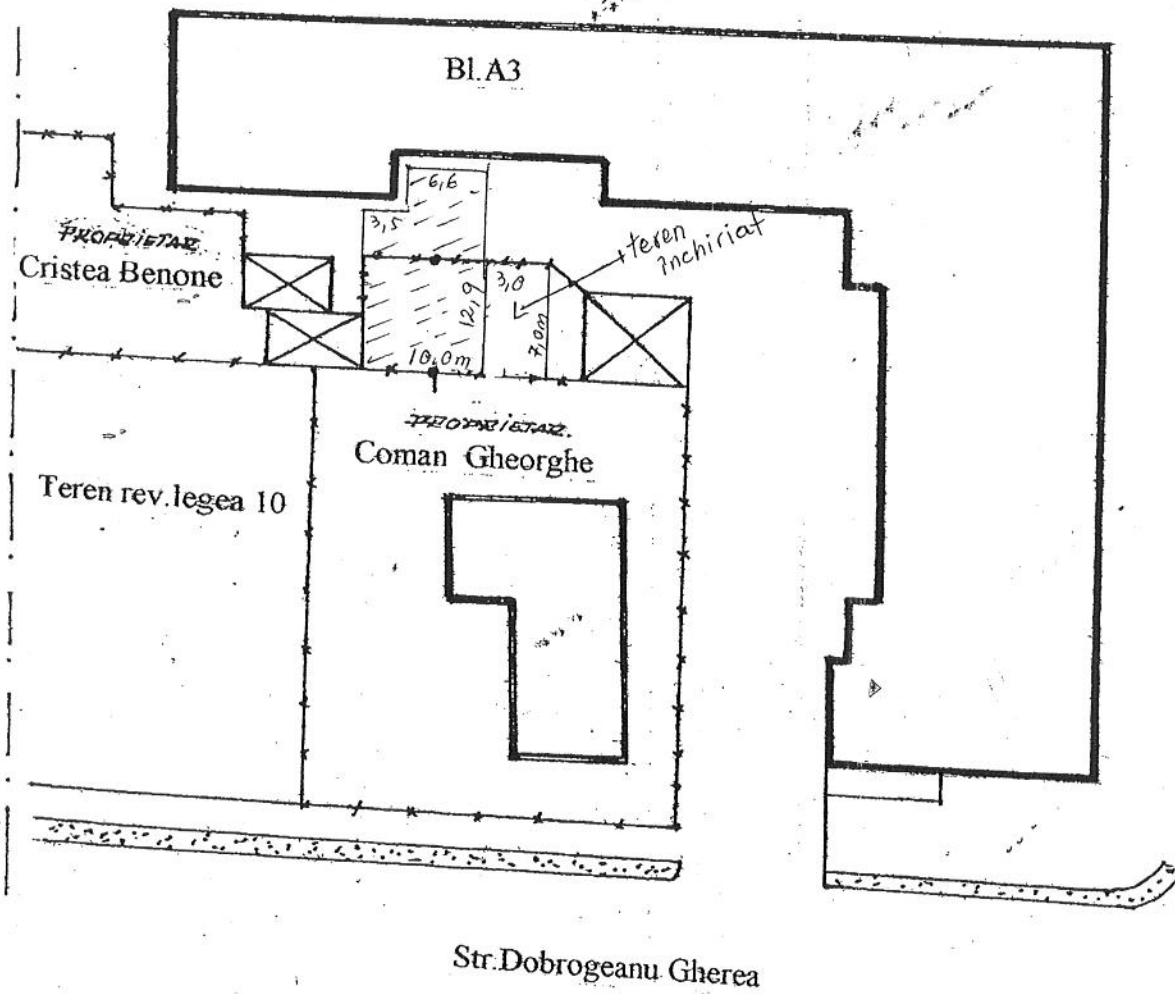 Bl.A3
6,6
3,5
teren
inchiriat
PROPRIETAR
Cristea Benone
3,0
12,9
7,0m
10,0m
PROPRIETAR.
Coman Gheorghe
Teren rev.legea 10
Str.Dobrogeanu Gherea